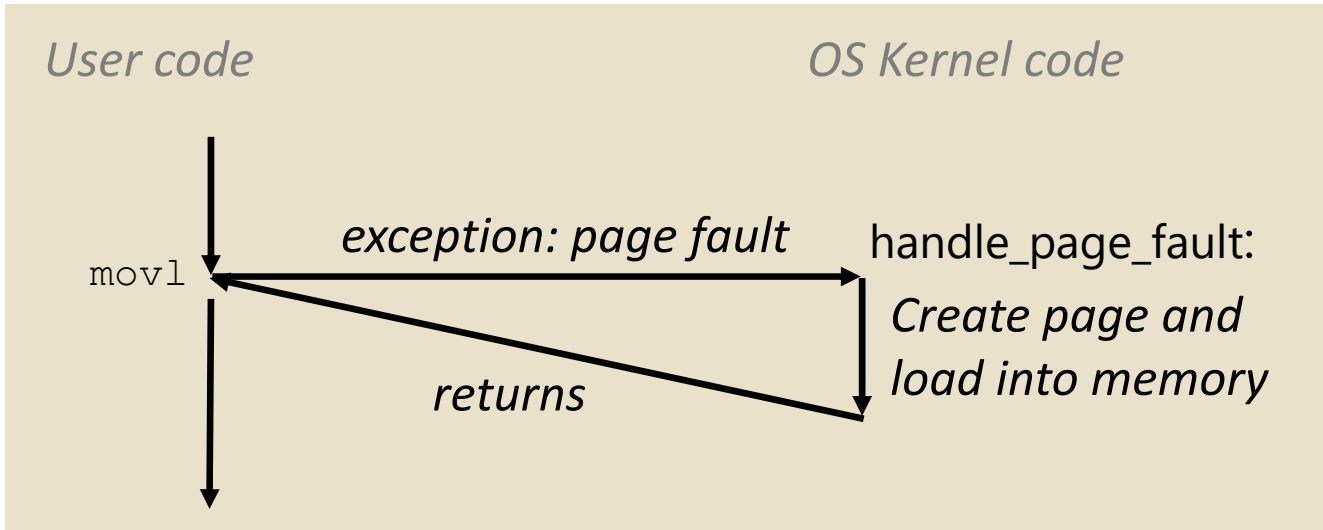 User code
OS Kernel code
exception: page fault
handle_page_fault:
movl
Create page and
load into memory
returns